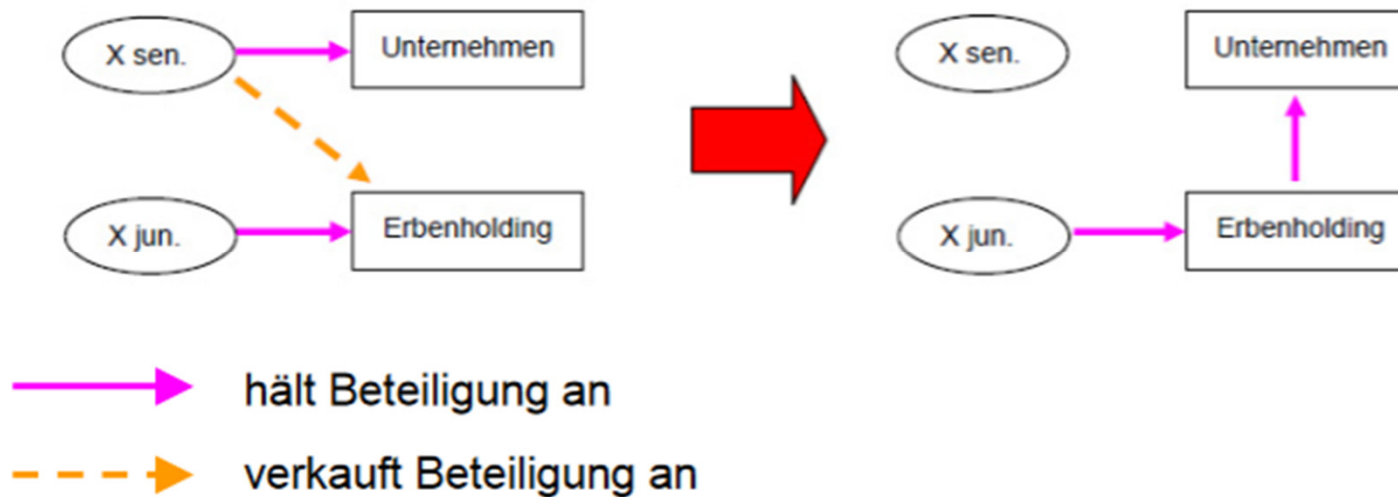 X sen.
Unternehmen
X sen.
Unternehmen
X jun.
Erbenholding
X jun.
Erbenholding
hält Beteiligung an
verkauft Beteiligung an